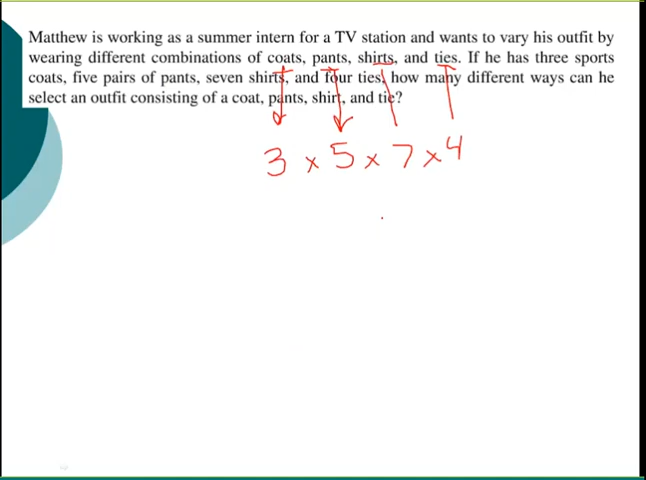 Matthew is working as a summer intern for a TV station and wants to vary his outfit by
wearing different combinations of coats, pants, shirts, and ties. If he has three sports
coats, five pairs of pants, seven shirts, and four ties, how many different ways can he
select an outfit consisting of a coat, pants, shirt, and tie?
3 × 5 × 7 × 4